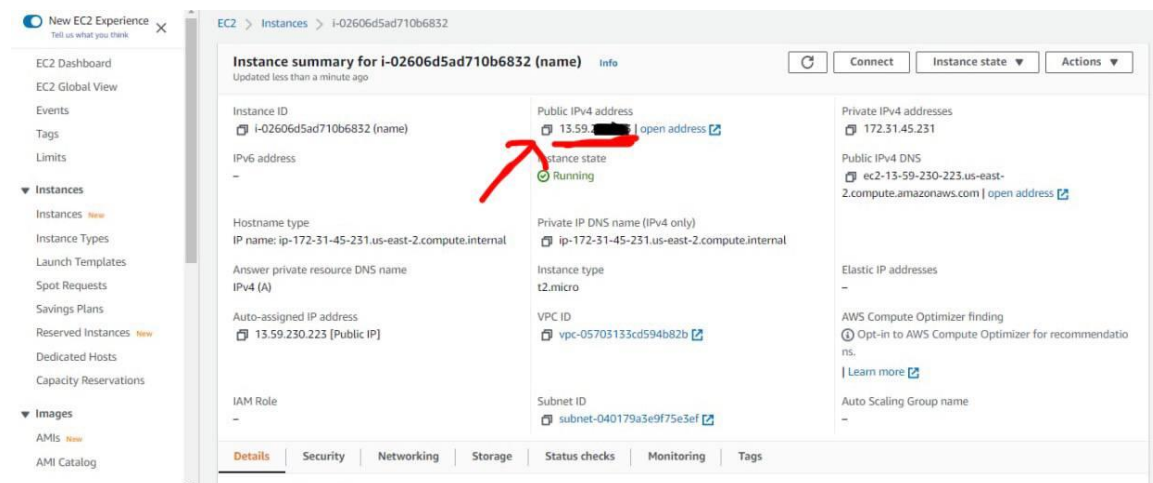 New EC2 Experience
Tell us what you think
EC2 Dashboard
EC2 Global View
Events
Tags
Limits
Instances
Instances New
Instance Types
Launch Templates
Spot Requests
Savings Plans
Reserved Instances New
Dedicated Hosts
Capacity Reservations
Images
AMIs New
AMI Catalog
EC2 > Instances > i-02606d5ad710b6832
Instance summary for i-02606d5ad710b6832 (name) Info
Updated less than a minute ago
Connect
Instance state
Actions
Instance ID
i-02606d5ad710b6832 (name)
Public IPv4 address
13.59. | open address
Private IPv4 addresses
172.31.45.231
IPv6 address
–
Instance state
Running
Public IPv4 DNS
ec2-13-59-230-223.us-east-
2.compute.amazonaws.com | open address
Hostname type
IP name: ip-172-31-45-231.us-east-2.compute.internal
Private IP DNS name (IPv4 only)
ip-172-31-45-231.us-east-2.compute.internal
Answer private resource DNS name
IPv4 (A)
Instance type
t2.micro
Elastic IP addresses
–
Auto-assigned IP address
13.59.230.223 [Public IP]
VPC ID
vpc-05703133cd594b82b
AWS Compute Optimizer finding
Opt-in to AWS Compute Optimizer for recommendatio
ns.
| Learn more
IAM Role
–
Subnet ID
subnet-040179a3e9f75e3ef
Auto Scaling Group name
–
Details
Security
Networking
Storage
Status checks
Monitoring
Tags